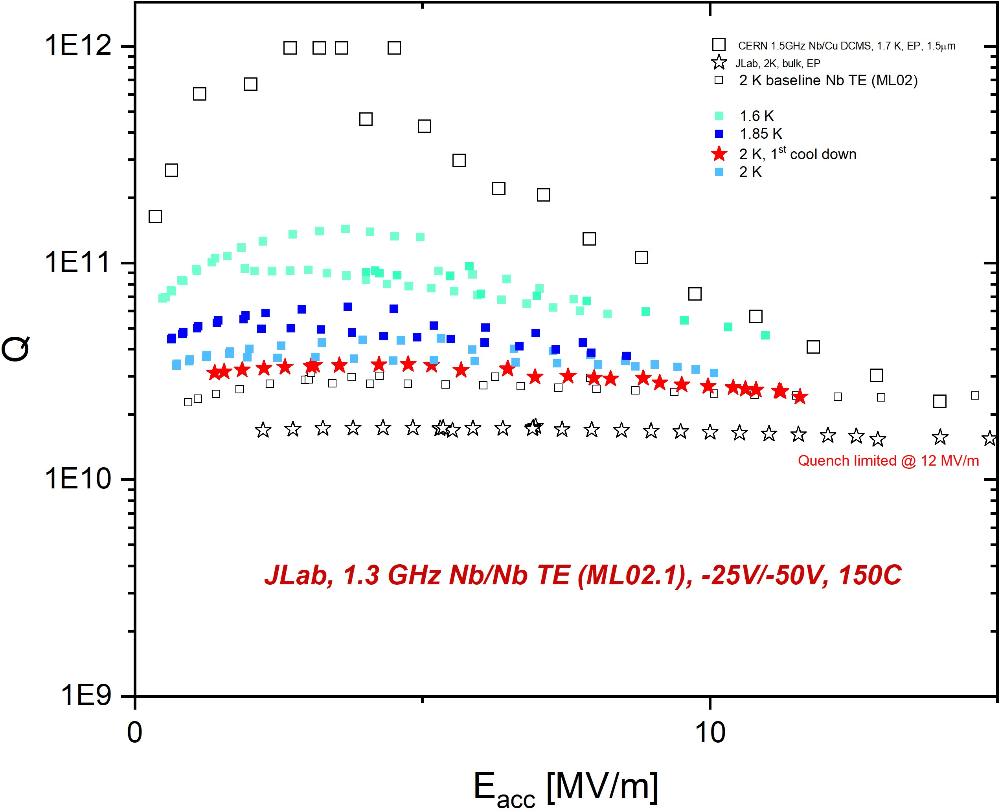 1E12
1E11
1E10
1E9
Q
CERN 1.5GHz Nb/Cu DCMS, 1.7 K, EP, 1.5μm
JLab, 2K, bulk, EP
2 K baseline Nb TE (ML02)
1.6 K
1.85 K
2 K, 1st cool down
2 K
Quench limited @ 12 MV/m
JLab, 1.3 GHz Nb/Nb TE (ML02.1), -25V/-50V, 150C
0
10
Eacc [MV/m]